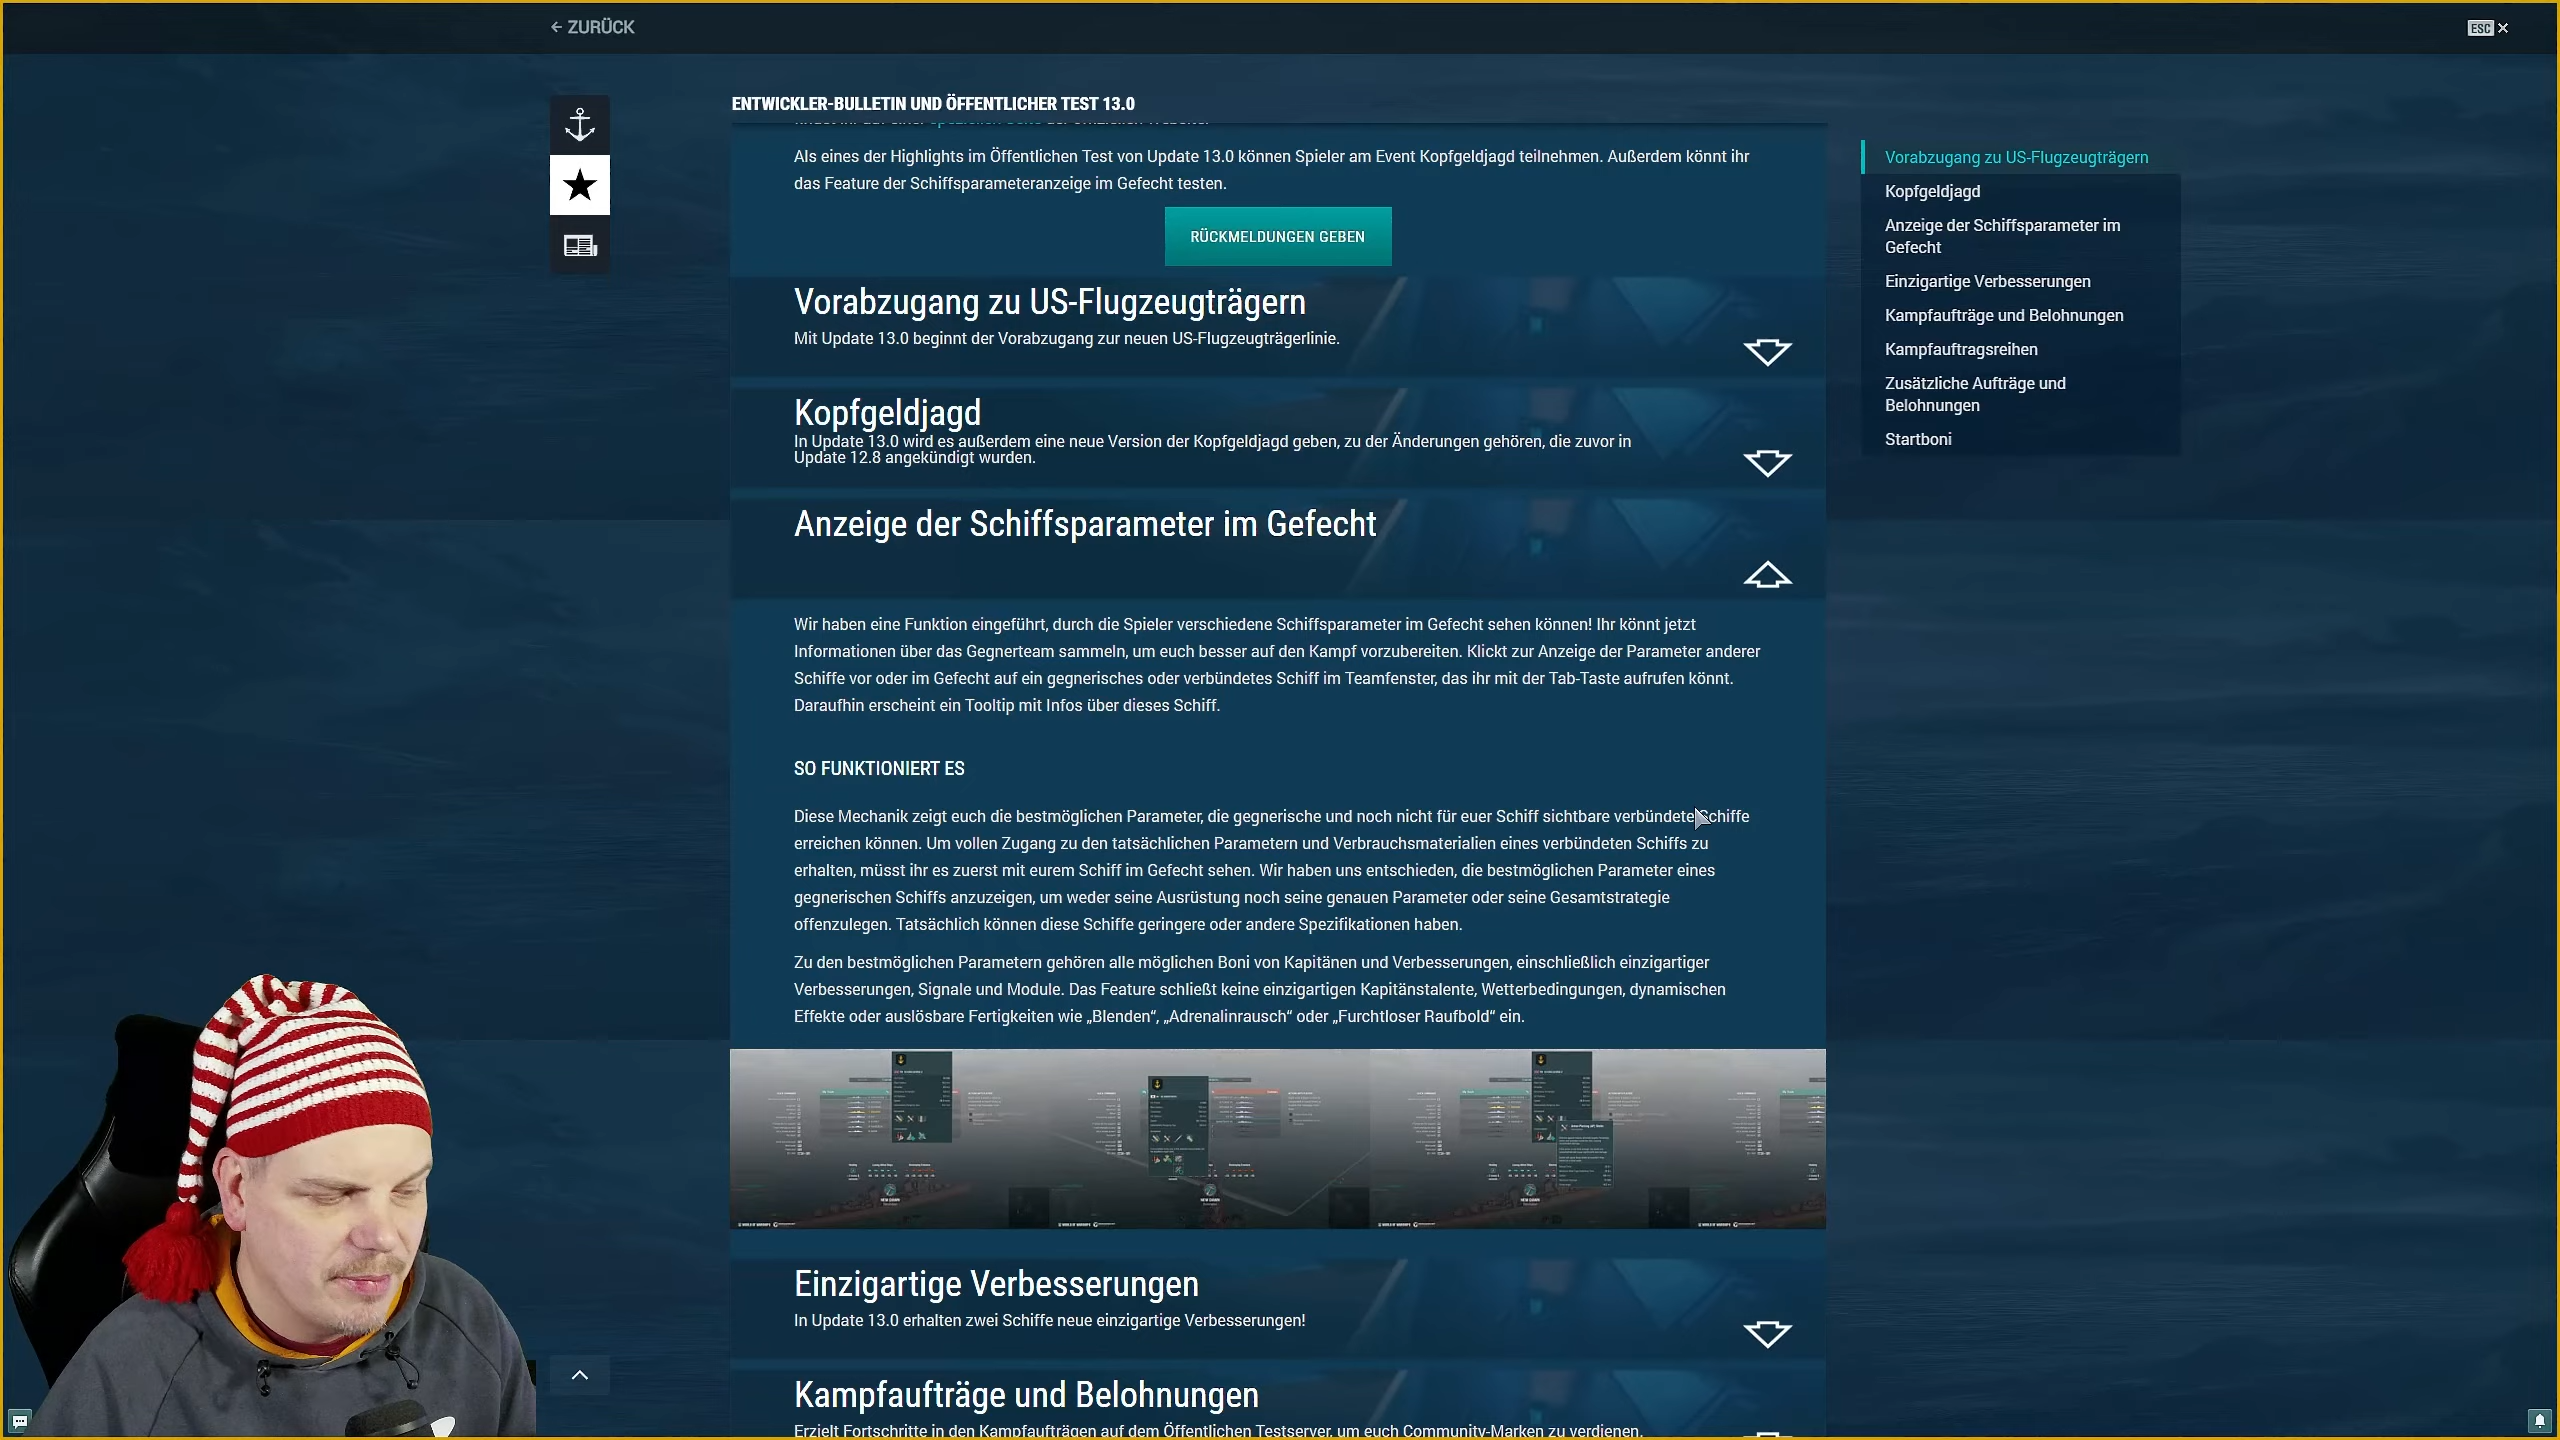 ← ZURÜCK
ESC ×
ENTWICKLER-BULLETIN UND ÖFFENTLICHER TEST 13.0
Als eines der Highlights im Öffentlichen Test von Update 13.0 können Spieler am Event Kopfgeldjagd teilnehmen. Außerdem könnt ihr
das Feature der Schiffsparameteranzeige im Gefecht testen.
RÜCKMELDUNGEN GEBEN
Vorabzugang zu US-Flugzeugträgern
Mit Update 13.0 beginnt der Vorabzugang zur neuen US-Flugzeugträgerlinie.
Kopfgeldjagd
In Update 13.0 wird es außerdem eine neue Version der Kopfgeldjagd geben, zu der Änderungen gehören, die zuvor in
Update 12.8 angekündigt wurden.
Anzeige der Schiffsparameter im Gefecht
Wir haben eine Funktion eingeführt, durch die Spieler verschiedene Schiffsparameter im Gefecht sehen können! Ihr könnt jetzt
Informationen über das Gegnerteam sammeln, um euch besser auf den Kampf vorzubereiten. Klickt zur Anzeige der Parameter anderer
Schiffe vor oder im Gefecht auf ein gegnerisches oder verbündetes Schiff im Teamfenster, das ihr mit der Tab-Taste aufrufen könnt.
Daraufhin erscheint ein Tooltip mit Infos über dieses Schiff.
SO FUNKTIONIERT ES
Diese Mechanik zeigt euch die bestmöglichen Parameter, die gegnerische und noch nicht für euer Schiff sichtbare verbündete Schiffe
erreichen können. Um vollen Zugang zu den tatsächlichen Parametern und Verbrauchsmaterialien eines verbündeten Schiffs zu
erhalten, müsst ihr es zuerst mit eurem Schiff im Gefecht sehen. Wir haben uns entschieden, die bestmöglichen Parameter eines
gegnerischen Schiffs anzuzeigen, um weder seine Ausrüstung noch seine genauen Parameter oder seine Gesamtstrategie
offenzulegen. Tatsächlich können diese Schiffe geringere oder andere Spezifikationen haben.
Zu den bestmöglichen Parametern gehören alle möglichen Boni von Kapitänen und Verbesserungen, einschließlich einzigartiger
Verbesserungen, Signale und Module. Das Feature schließt keine einzigartigen Kapitänstalente, Wetterbedingungen, dynamischen
Effekte oder auslösbare Fertigkeiten wie „Blenden“, „Adrenalinrausch“ oder „Furchtloser Raufbold“ ein.
Einzigartige Verbesserungen
In Update 13.0 erhalten zwei Schiffe neue einzigartige Verbesserungen!
Kampfaufträge und Belohnungen
Erzielt Fortschritte in den Kampfaufträgen auf dem Öffentlichen Testserver, um euch Community-Marken zu verdienen.
Vorabzugang zu US-Flugzeugträgern
Kopfgeldjagd
Anzeige der Schiffsparameter im
Gefecht
Einzigartige Verbesserungen
Kampfaufträge und Belohnungen
Kampfauftragsreihen
Zusätzliche Aufträge und
Belohnungen
Startboni